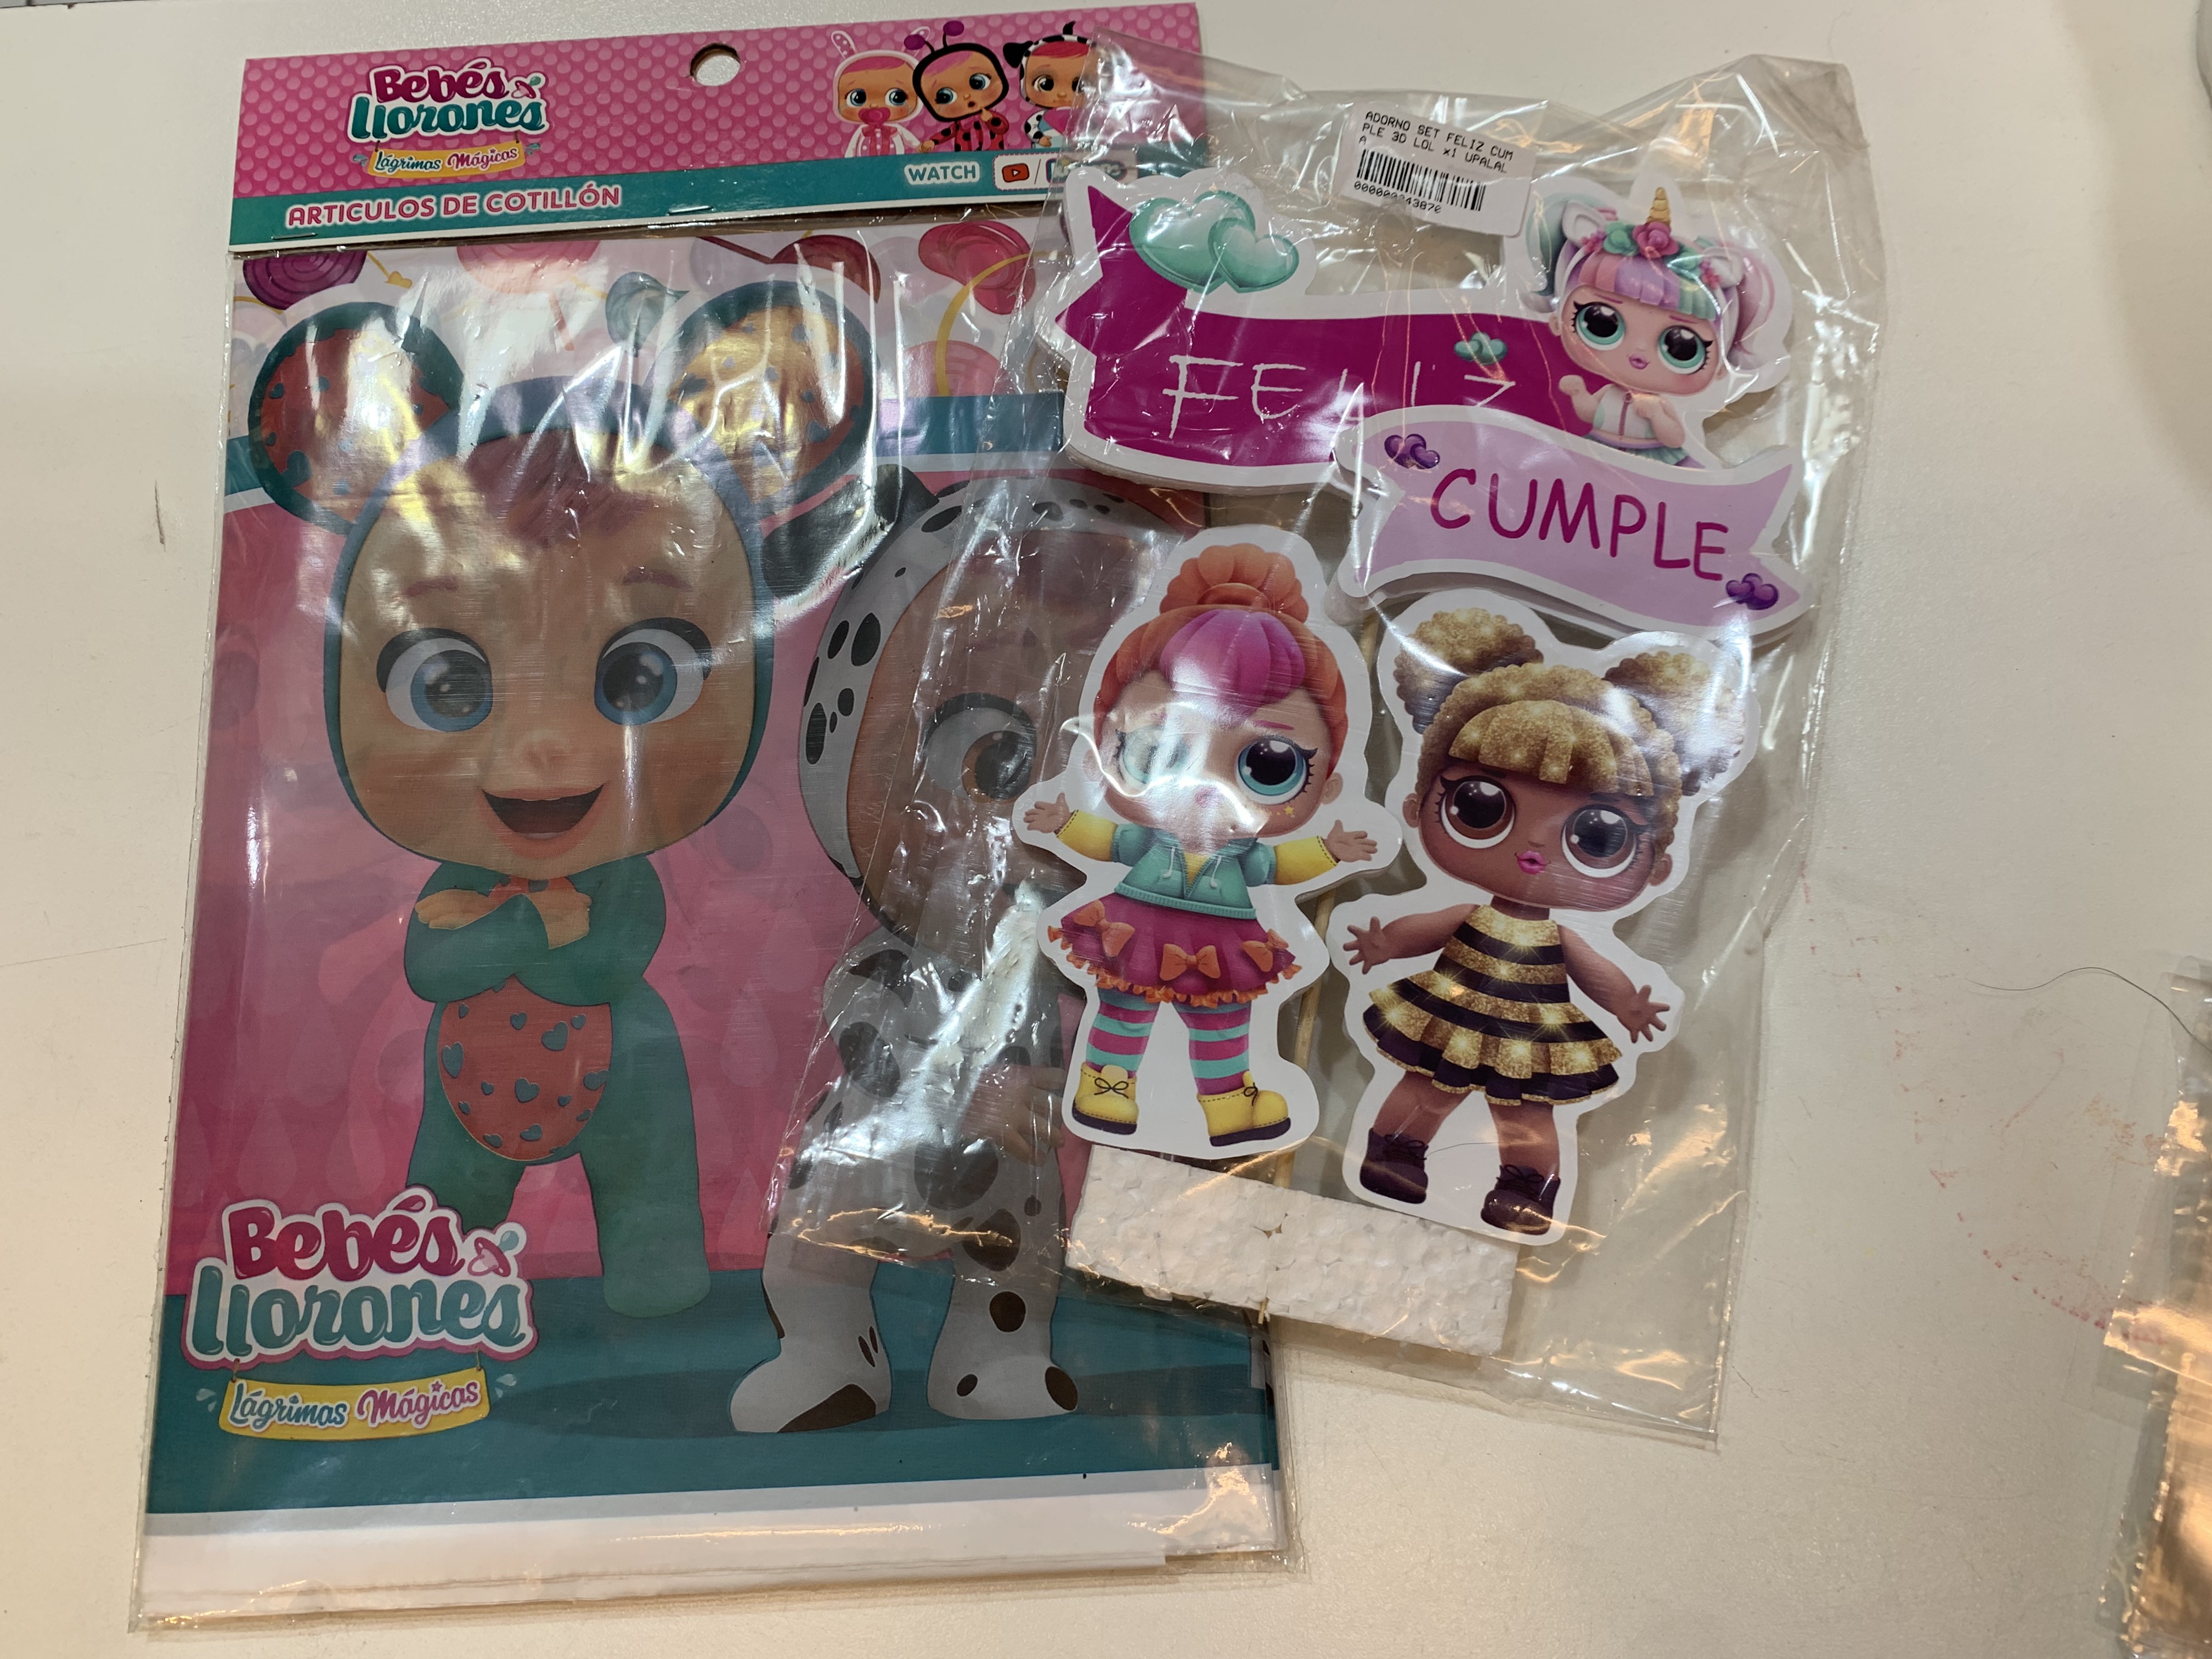 Bebés
llorones
Lágrimas Mágicas
WATCH
ARTICULOS DE COTILLÓN
ADORNO SET FELIZ CUM
PLE 3D LOL x1 UPALAL
A
FELIZ
CUMPLE
Bebés
llorones
Lágrimas Mágicas